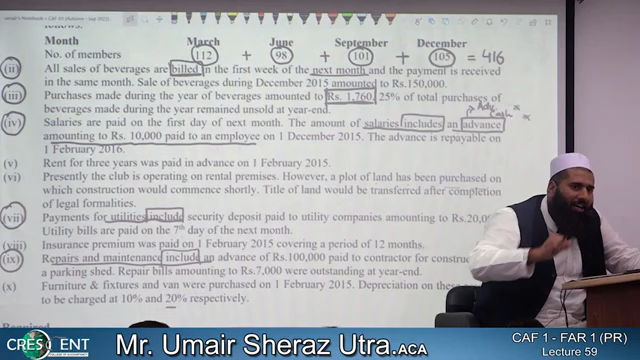 follows:
Month March June September December
No. of members 112 + 98 + 101 + 105 = 416
(ii) All sales of beverages are billed in the first week of the next month and the payment is received
in the same month. Sale of beverages during December 2015 amounted to Rs.150,000.
(iii) Purchases made during the year of beverages amounted to Rs. 1,760. 25% of total purchases of
beverages made during the year remained unsold at year-end.
(iv) Salaries are paid on the first day of next month. The amount of salaries includes an advance
amounting to Rs. 10,000 paid to an employee on 1 December 2015. The advance is repayable on
1 February 2016.
(v) Rent for three years was paid in advance on 1 February 2015.
(vi) Presently the club is operating on rental premises. However, a plot of land has been purchased on
which construction would commence shortly. Title of land would be transferred after completion
of legal formalities.
(vii) Payments for utilities include security deposit paid to utility companies amounting to Rs.20,00
Utility bills are paid on the 7th day of the next month.
(viii) Insurance premium was paid on 1 February 2015 covering a period of 12 months.
(ix) Repairs and maintenance include an advance of Rs.100,000 paid to contractor for construc
a parking shed. Repair bills amounting to Rs.7,000 were outstanding at year-end.
(x) Furniture & fixtures and van were purchased on 1 February 2015. Depreciation on these
to be charged at 10% and 20% respectively.
CRESCENT
Mr. Umair Sheraz Utra.ACA
CAF 1 - FAR 1 (PR)
Lecture 59